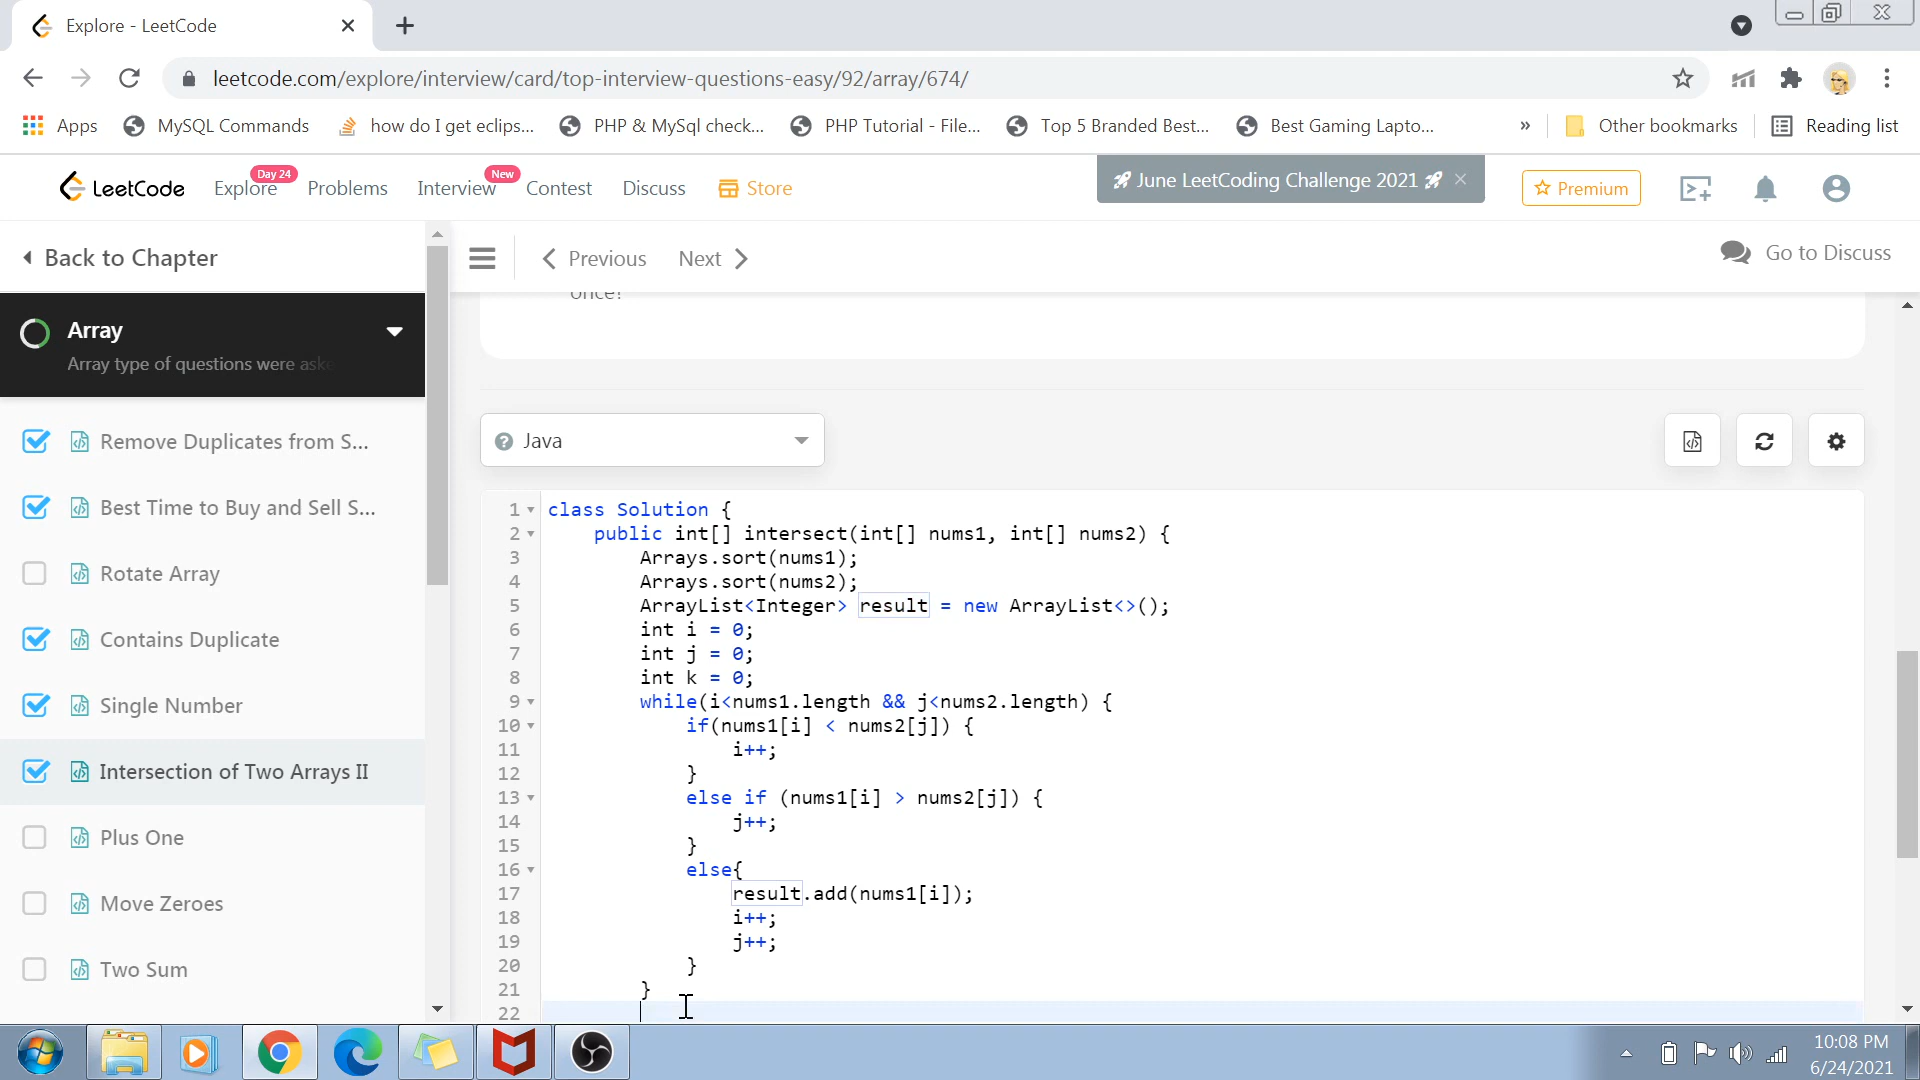 Explore - LeetCode
leetcode.com/explore/interview/card/top-interview-questions-easy/92/array/674/
Apps MySQL Commands how do I get eclips... PHP & MySql check... PHP Tutorial - File... Top 5 Branded Best... Best Gaming Lapto... » Other bookmarks Reading list
LeetCode Explore Day 24 Problems Interview New Contest Discuss Store June LeetCoding Challenge 2021 Premium
Back to Chapter
Previous Next Go to Discuss
once?
Array
Array type of questions were aske
Remove Duplicates from S...
Best Time to Buy and Sell S...
Rotate Array
Contains Duplicate
Single Number
Intersection of Two Arrays II
Plus One
Move Zeroes
Two Sum
Java
1 class Solution {
2 public int[] intersect(int[] nums1, int[] nums2) {
3 Arrays.sort(nums1);
4 Arrays.sort(nums2);
5 ArrayList<Integer> result = new ArrayList<>();
6 int i = 0;
7 int j = 0;
8 int k = 0;
9 while(i<nums1.length && j<nums2.length) {
10 if(nums1[i] < nums2[j]) {
11 i++;
12 }
13 else if (nums1[i] > nums2[j]) {
14 j++;
15 }
16 else{
17 result.add(nums1[i]);
18 i++;
19 j++;
20 }
21 }
22
10:08 PM
6/24/2021